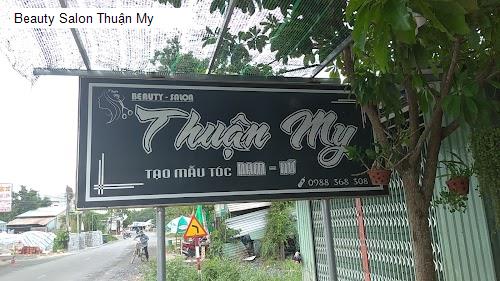 Beauty Salon Thuận My
BEAUTY - SALON
Thuận My
TẠO MẪU TÓC NAM - NỮ
0988 368 308